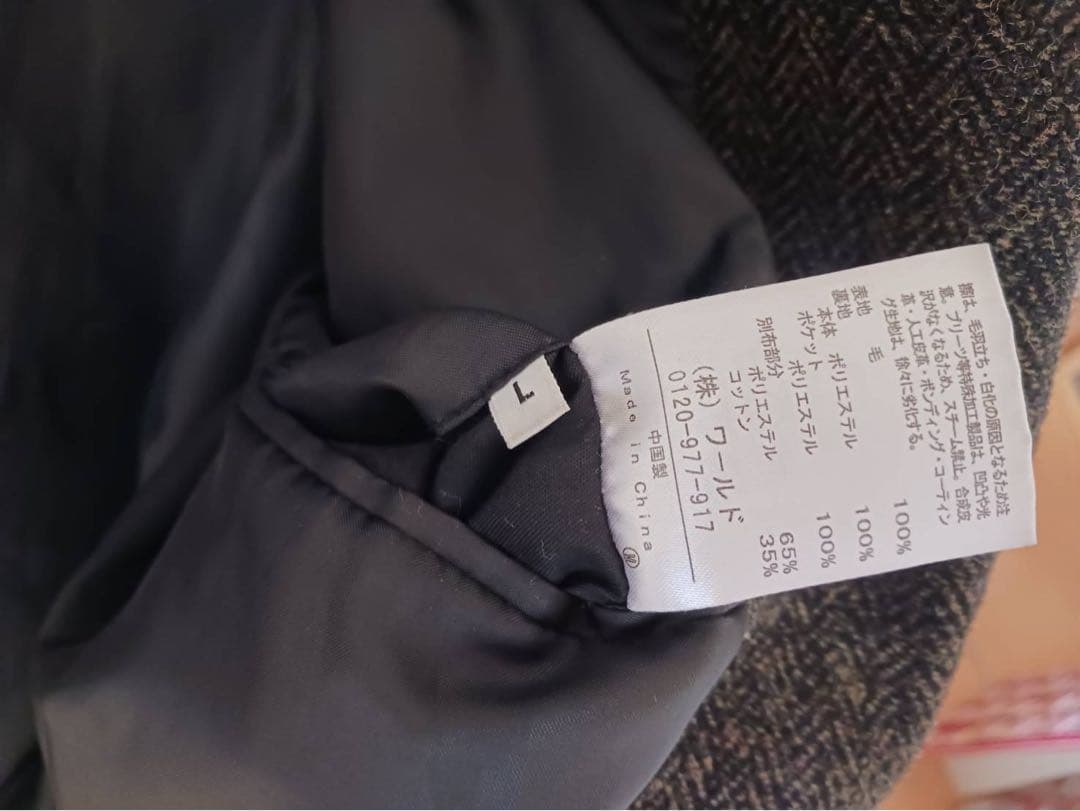 擦は、毛羽立ち・白化の原因となるため注
意。プリーツ等特殊加工製品は、凹凸や光
沢がなくなるため、スチーム禁止。合成皮
革・人工皮革・ボンディング・コーティン
グ生地は、徐々に劣化する。
表地 毛 100%
裏地
本体 ポリエステル 100%
ポケット ポリエステル 100%
別布部分 ポリエステル 65%
コットン 35%
(株) ワールド
0120-977-917
中国製
Made in China
L